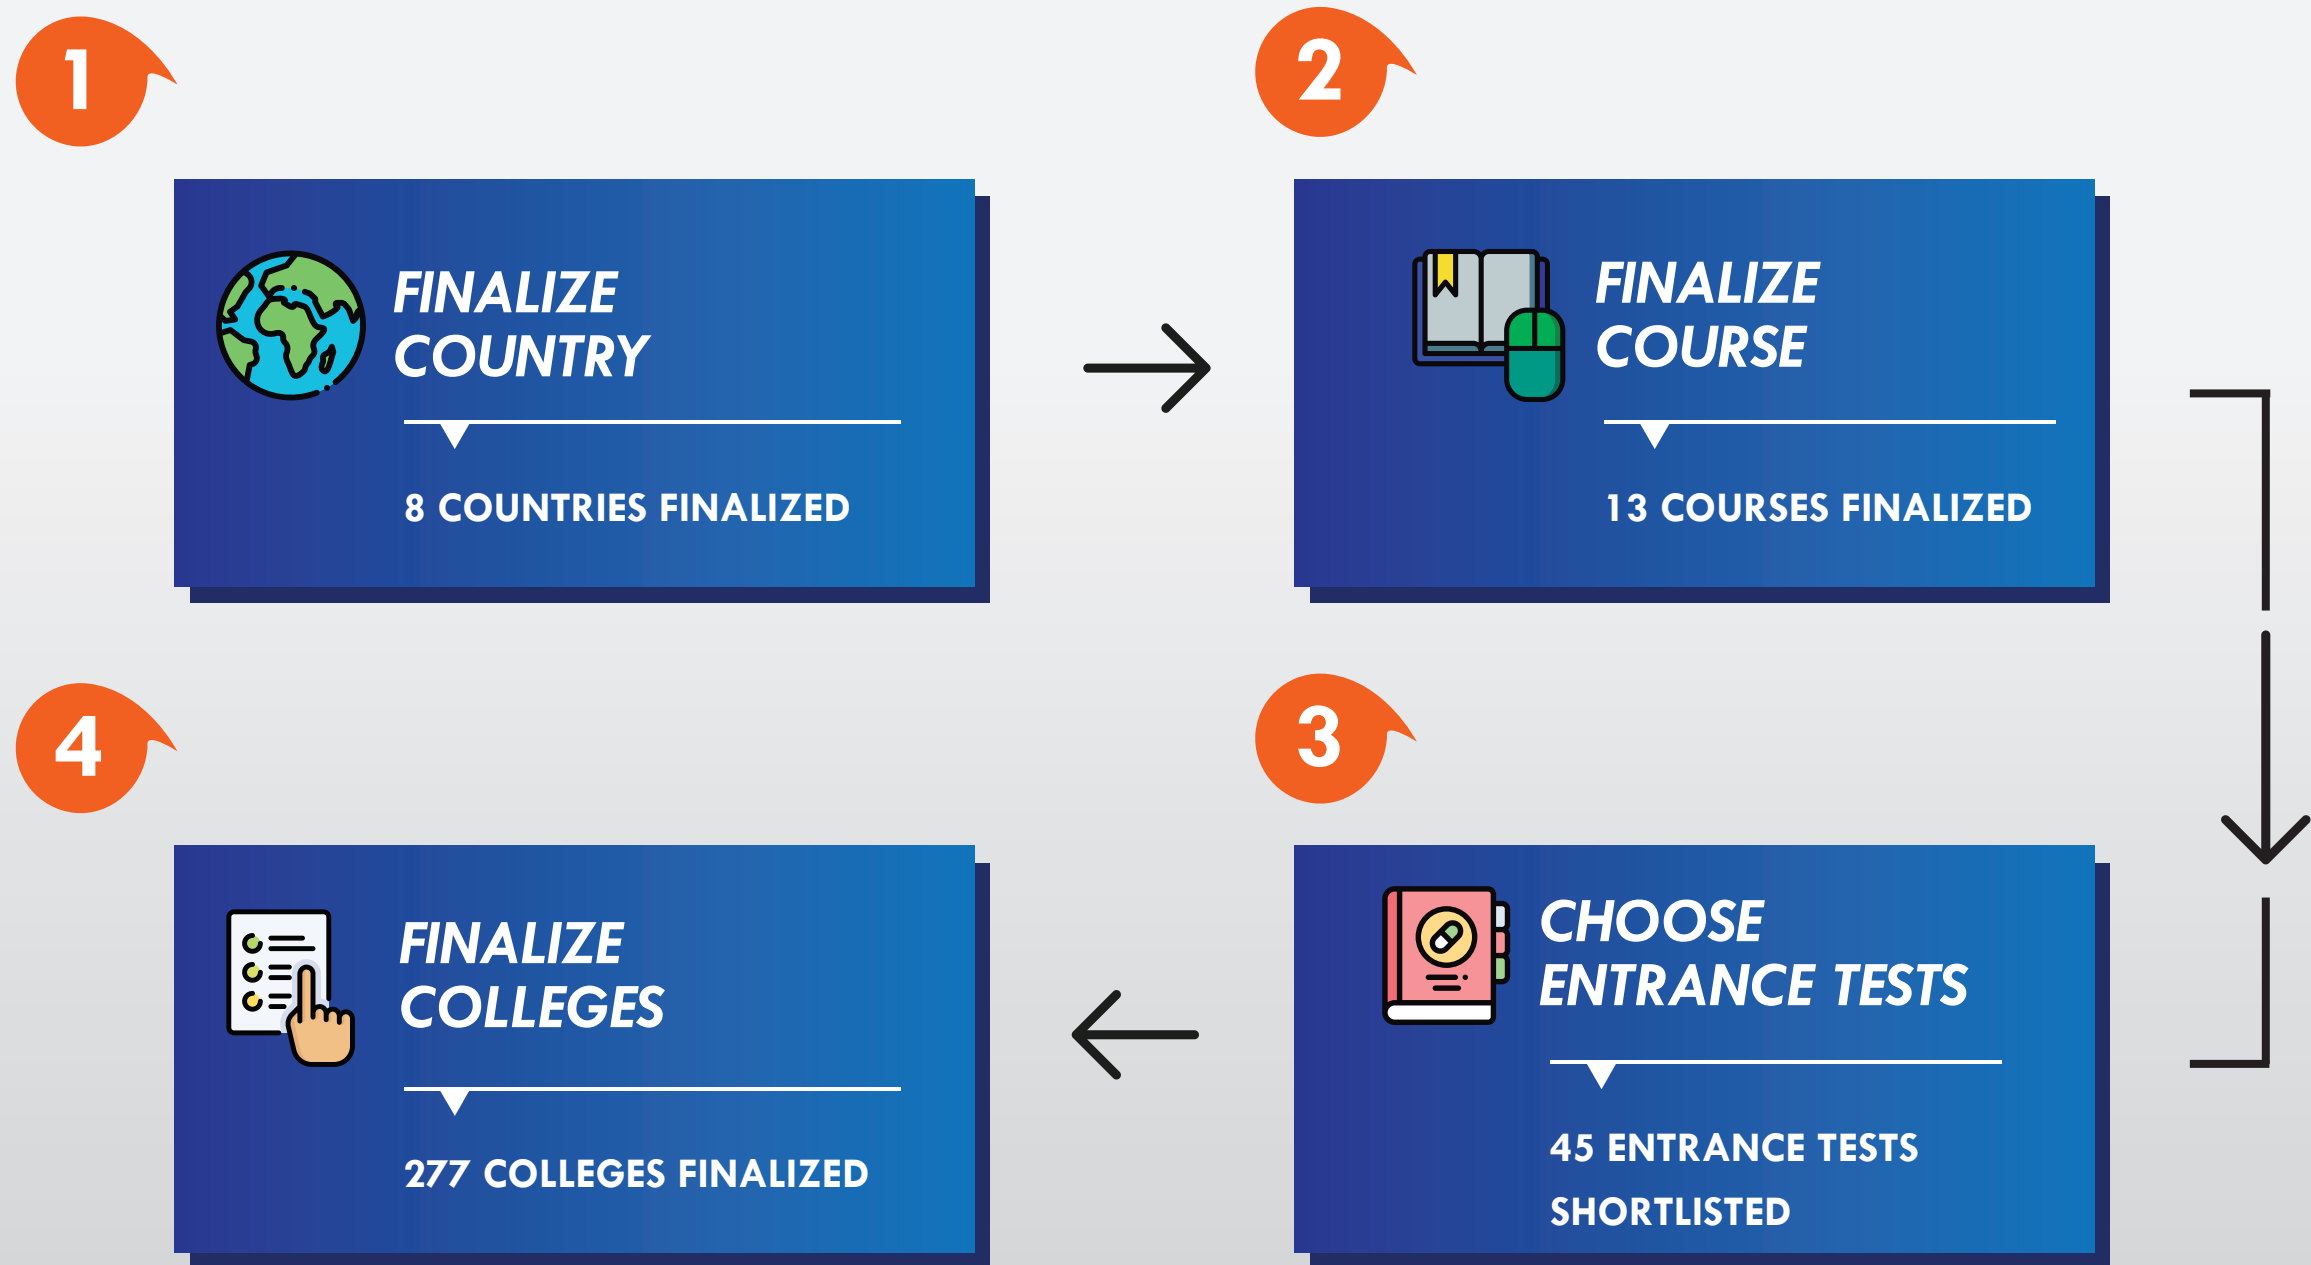 1
FINALIZE
COUNTRY
8 COUNTRIES FINALIZED
2
FINALIZE
COURSE
13 COURSES FINALIZED
3
CHOOSE
ENTRANCE TESTS
45 ENTRANCE TESTS
SHORTLISTED
4
FINALIZE
COLLEGES
277 COLLEGES FINALIZED